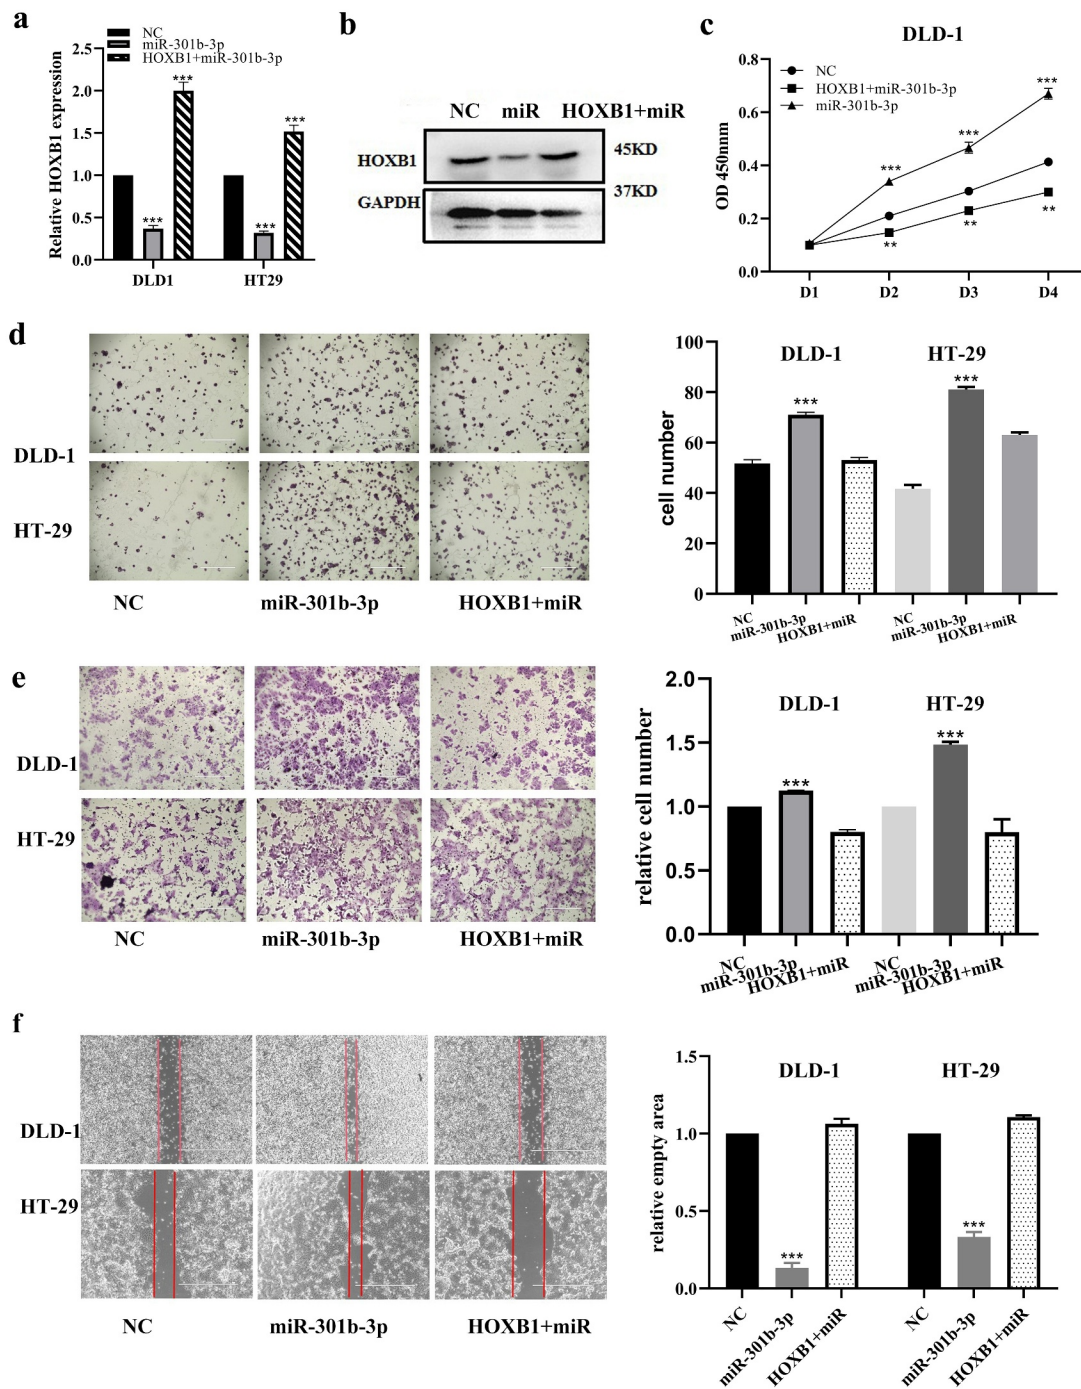 a
NC
miR-301b-3p
HOXB1+miR-301b-3p
Relative HOXB1 expression
2.5
2.0
1.5
1.0
0.5
0.0
***
***
***
***
DLD1
HT29
b
NC
miR
HOXB1+miR
HOXB1
45KD
GAPDH
37KD
c
DLD-1
NC
HOXB1+miR-301b-3p
miR-301b-3p
OD 450nm
0.8
0.6
0.4
0.2
0.0
***
***
***
**
**
**
D1
D2
D3
D4
d
DLD-1
HT-29
NC
miR-301b-3p
HOXB1+miR
cell number
100
80
60
40
20
0
DLD-1
HT-29
***
***
NC
miR-301b-3p
HOXB1+miR
NC
miR-301b-3p
HOXB1+miR
e
DLD-1
HT-29
NC
miR-301b-3p
HOXB1+miR
relative cell number
2.0
1.5
1.0
0.5
0.0
DLD-1
HT-29
***
***
NC
miR-301b-3p
HOXB1+miR
NC
miR-301b-3p
HOXB1+miR
f
DLD-1
HT-29
NC
miR-301b-3p
HOXB1+miR
relative empty area
1.5
1.0
0.5
0.0
DLD-1
HT-29
***
***
NC
miR-301b-3p
HOXB1+miR
NC
miR-301b-3p
HOXB1+miR